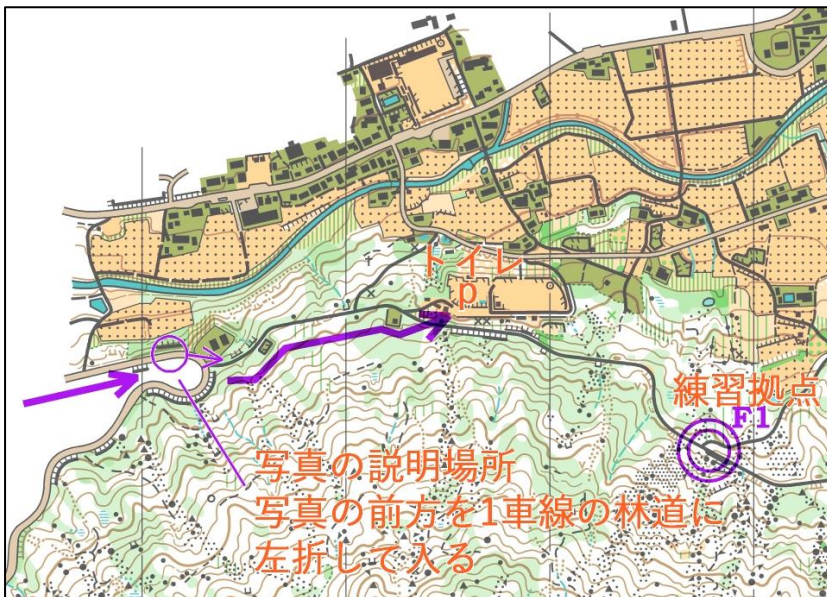 トイレ
p
練習拠点
F1
写真の説明場所
写真の前方を1車線の林道に
左折して入る